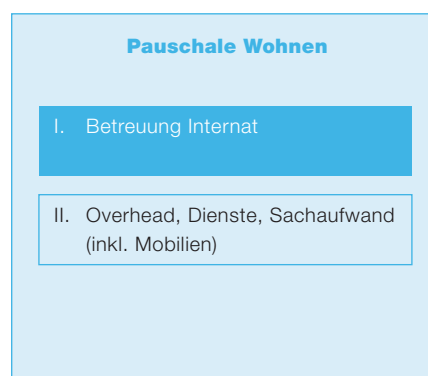 Pauschale Wohnen
I. Betreuung Internat
II. Overhead, Dienste, Sachaufwand
(inkl. Mobilien)